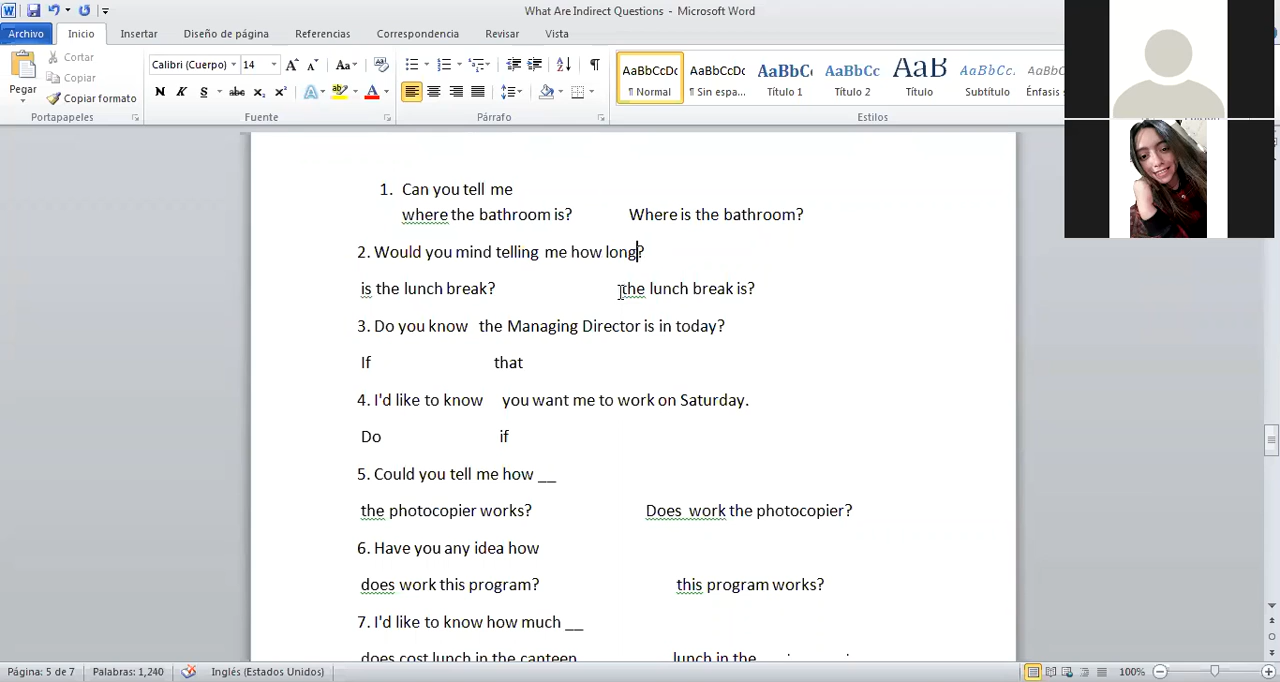 What Are Indirect Questions - Microsoft Word
Archivo Inicio Insertar Diseño de página Referencias Correspondencia Revisar Vista
Cortar
Copiar
Copiar formato
Pegar
Portapapeles
Calibri (Cuerpo) 14
N K S abc x₂ x² A ab A
Fuente
Párrafo
AaBbCcDc AaBbCcDc AaBbC AaBbCc AaB AaBbCc. AaBbC
¶ Normal ¶ Sin espa... Título 1 Título 2 Título Subtítulo Énfasis
Estilos
1. Can you tell me
where the bathroom is? Where is the bathroom?
2. Would you mind telling me how long?
is the lunch break? the lunch break is?
3. Do you know the Managing Director is in today?
If that
4. I'd like to know you want me to work on Saturday.
Do if
5. Could you tell me how __
the photocopier works? Does work the photocopier?
6. Have you any idea how
does work this program? this program works?
7. I'd like to know how much __
does cost lunch in the canteen lunch in the
Página: 5 de 7 Palabras: 1,240 Inglés (Estados Unidos) 100%